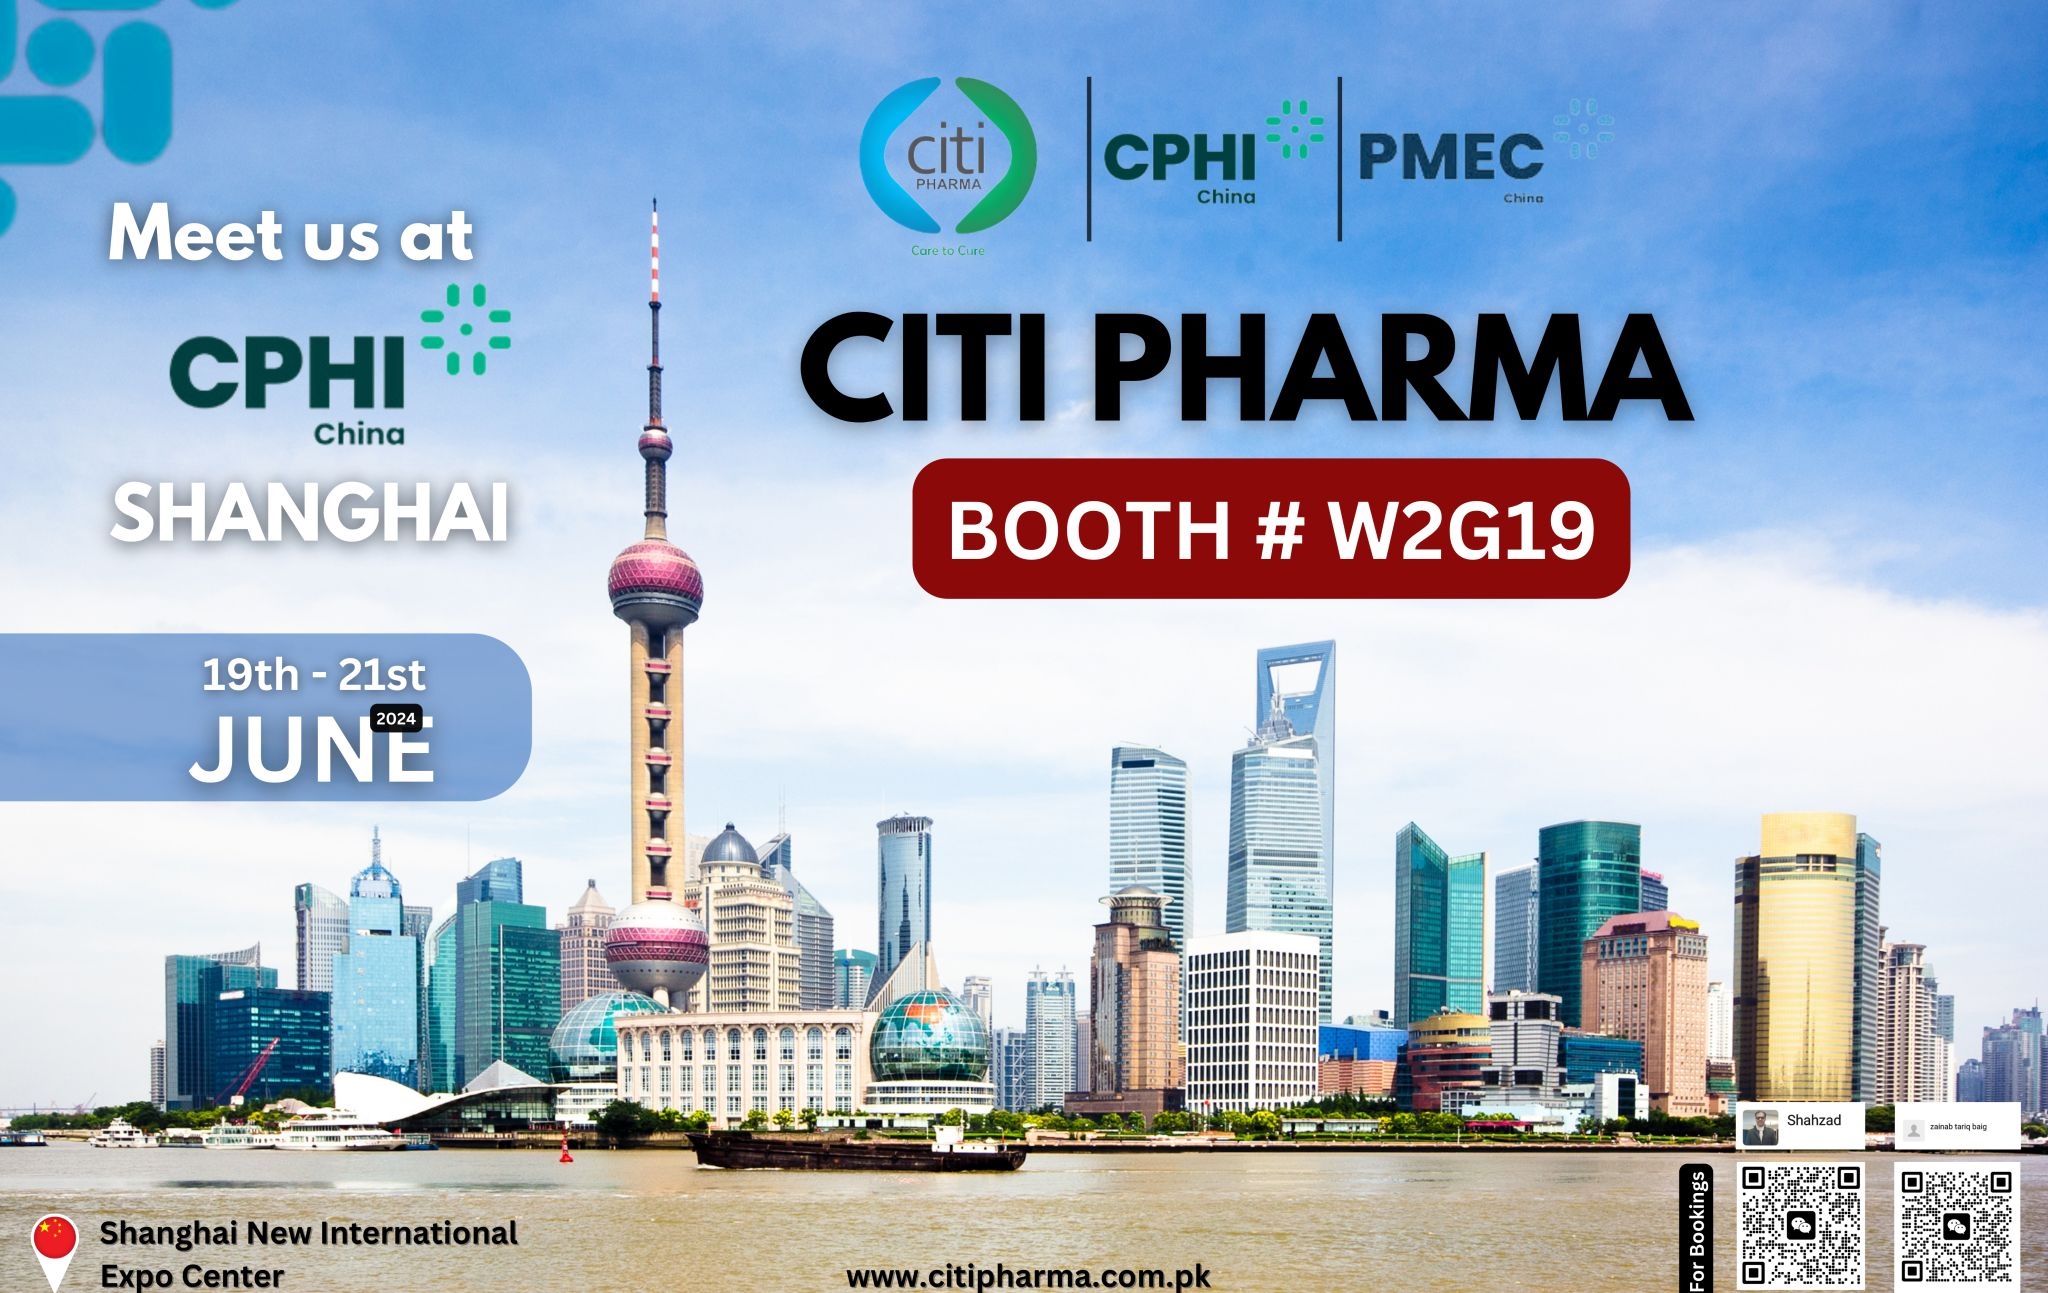 Meet us at
CPHI
China
SHANGHAI
19th - 21st
JUNE
2024
citi
PHARMA
Care to Cure
CPHI
China
PMEC
China
CITI PHARMA
BOOTH # W2G19
Shahzad
zainab tariq baig
For Bookings
Shanghai New International
Expo Center
www.citipharma.com.pk